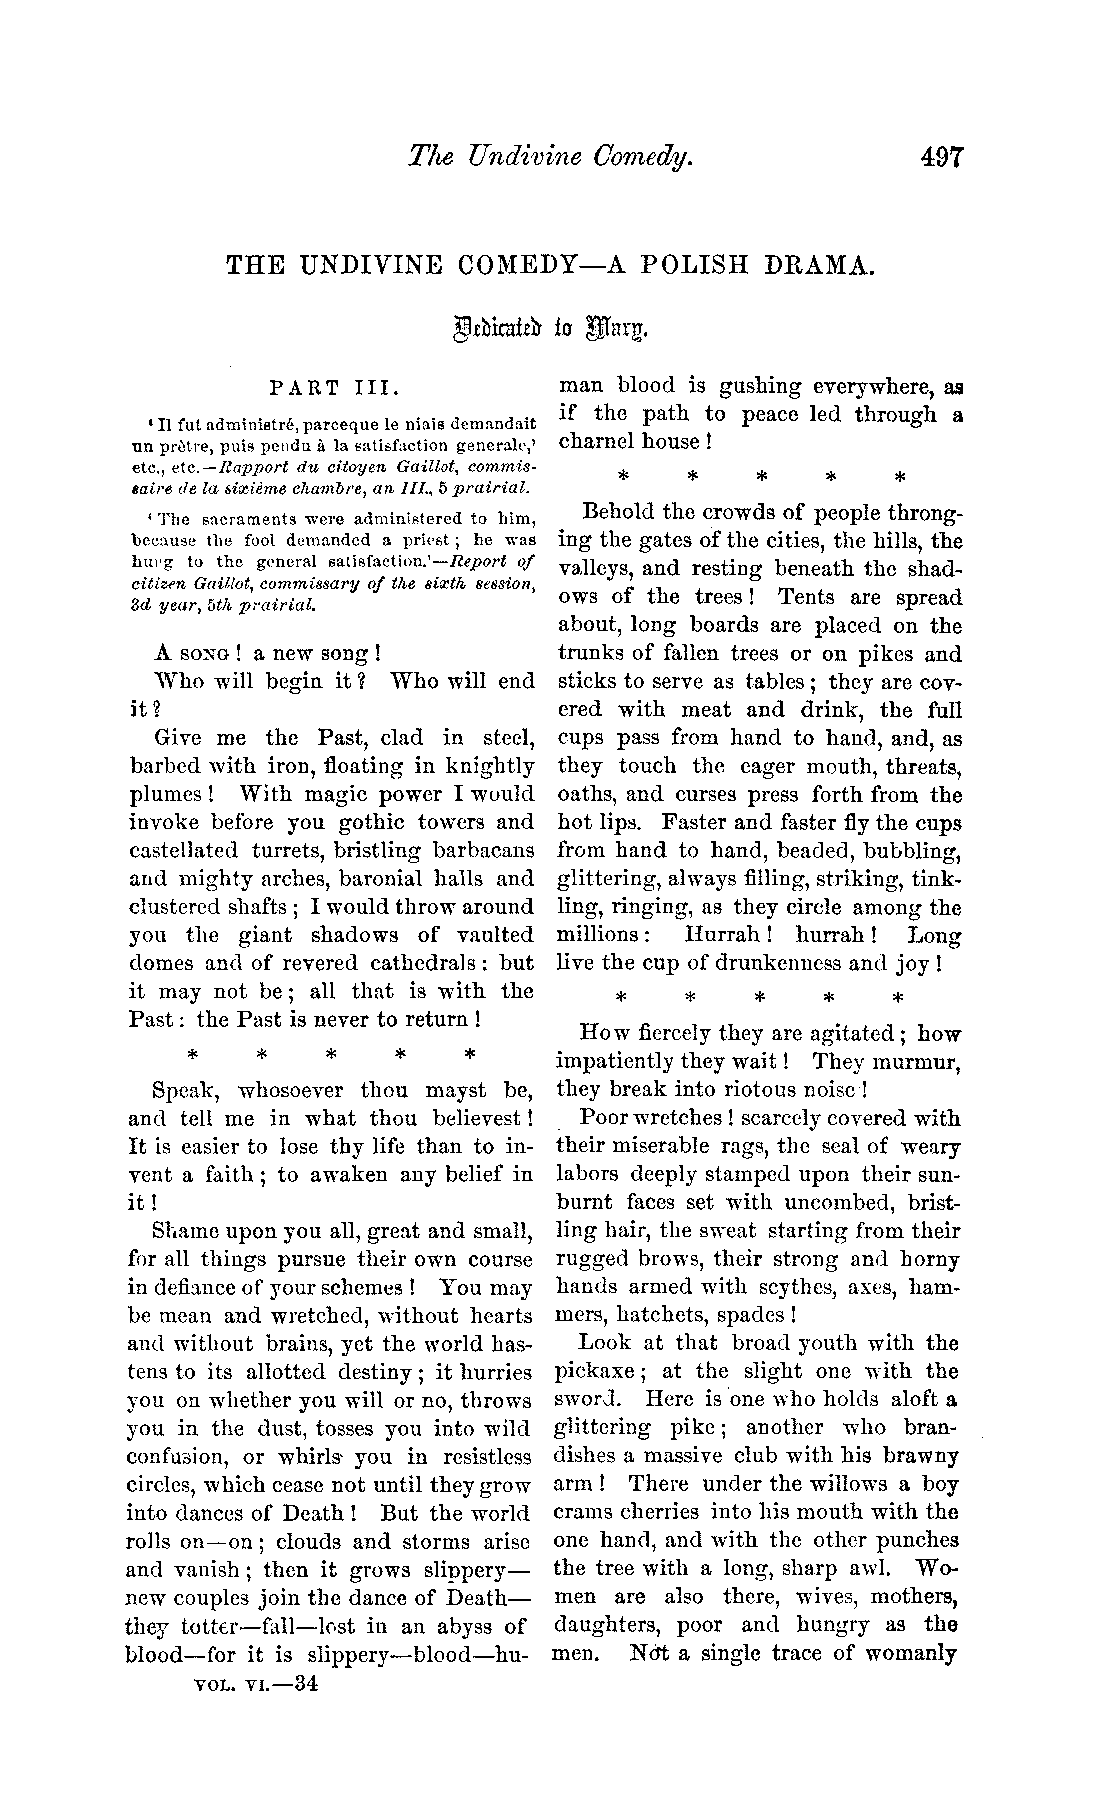 The Undivine Comedy.
497
THE UNDIVINE COMEDY—A POLISH DRAMA.
Dedicated to Mary.
PART III.
‘Il fut administré, parceque le niais demandait
un prètre, puis pendu à la satisfaction generale,’
etc., etc.—Rapport du citoyen Gaillot, commis-
saire de la sixième chambre, an III., 5 prairial.
‘The sacraments were administered to him,
because the fool demanded a priest; he was
hung to the general satisfaction.’—Report of
citizen Gaillot, commissary of the sixth session,
3d year, 5th prairial.
A SONG! a new song!
Who will begin it? Who will end
it?
Give me the Past, clad in steel,
barbed with iron, floating in knightly
plumes! With magic power I would
invoke before you gothic towers and
castellated turrets, bristling barbacans
and mighty arches, baronial halls and
clustered shafts; I would throw around
you the giant shadows of vaulted
domes and of revered cathedrals: but
it may not be; all that is with the
Past: the Past is never to return!
* * * * *
Speak, whosoever thou mayst be,
and tell me in what thou believest!
It is easier to lose thy life than to in-
vent a faith; to awaken any belief in
it!
Shame upon you all, great and small,
for all things pursue their own course
in defiance of your schemes! You may
be mean and wretched, without hearts
and without brains, yet the world has-
tens to its allotted destiny; it hurries
you on whether you will or no, throws
you in the dust, tosses you into wild
confusion, or whirls you in resistless
circles, which cease not until they grow
into dances of Death! But the world
rolls on—on; clouds and storms arise
and vanish; then it grows slippery—
new couples join the dance of Death—
they totter—fall—lost in an abyss of
blood—for it is slippery—blood—hu-
VOL. VI.—34
man blood is gushing everywhere, as
if the path to peace led through a
charnel house!
* * * * *
Behold the crowds of people throng-
ing the gates of the cities, the hills, the
valleys, and resting beneath the shad-
ows of the trees! Tents are spread
about, long boards are placed on the
trunks of fallen trees or on pikes and
sticks to serve as tables; they are cov-
ered with meat and drink, the full
cups pass from hand to hand, and, as
they touch the eager mouth, threats,
oaths, and curses press forth from the
hot lips. Faster and faster fly the cups
from hand to hand, beaded, bubbling,
glittering, always filling, striking, tink-
ling, ringing, as they circle among the
millions: Hurrah! hurrah! Long
live the cup of drunkenness and joy!
* * * * *
How fiercely they are agitated; how
impatiently they wait! They murmur,
they break into riotous noise!
Poor wretches! scarcely covered with
their miserable rags, the seal of weary
labors deeply stamped upon their sun-
burnt faces set with uncombed, brist-
ling hair, the sweat starting from their
rugged brows, their strong and horny
hands armed with scythes, axes, ham-
mers, hatchets, spades!
Look at that broad youth with the
pickaxe; at the slight one with the
sword. Here is one who holds aloft a
glittering pike; another who bran-
dishes a massive club with his brawny
arm! There under the willows a boy
crams cherries into his mouth with the
one hand, and with the other punches
the tree with a long, sharp awl. Wo-
men are also there, wives, mothers,
daughters, poor and hungry as the
men. Not a single trace of womanly